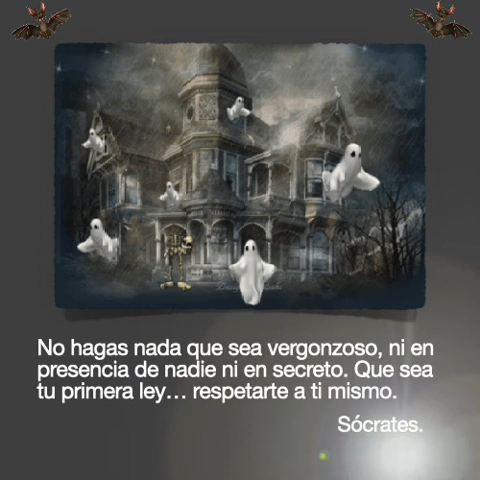 No hagas nada que sea vergonzoso, ni en
presencia de nadie ni en secreto. Que sea
tu primera ley… respetarte a ti mismo.
Sócrates.